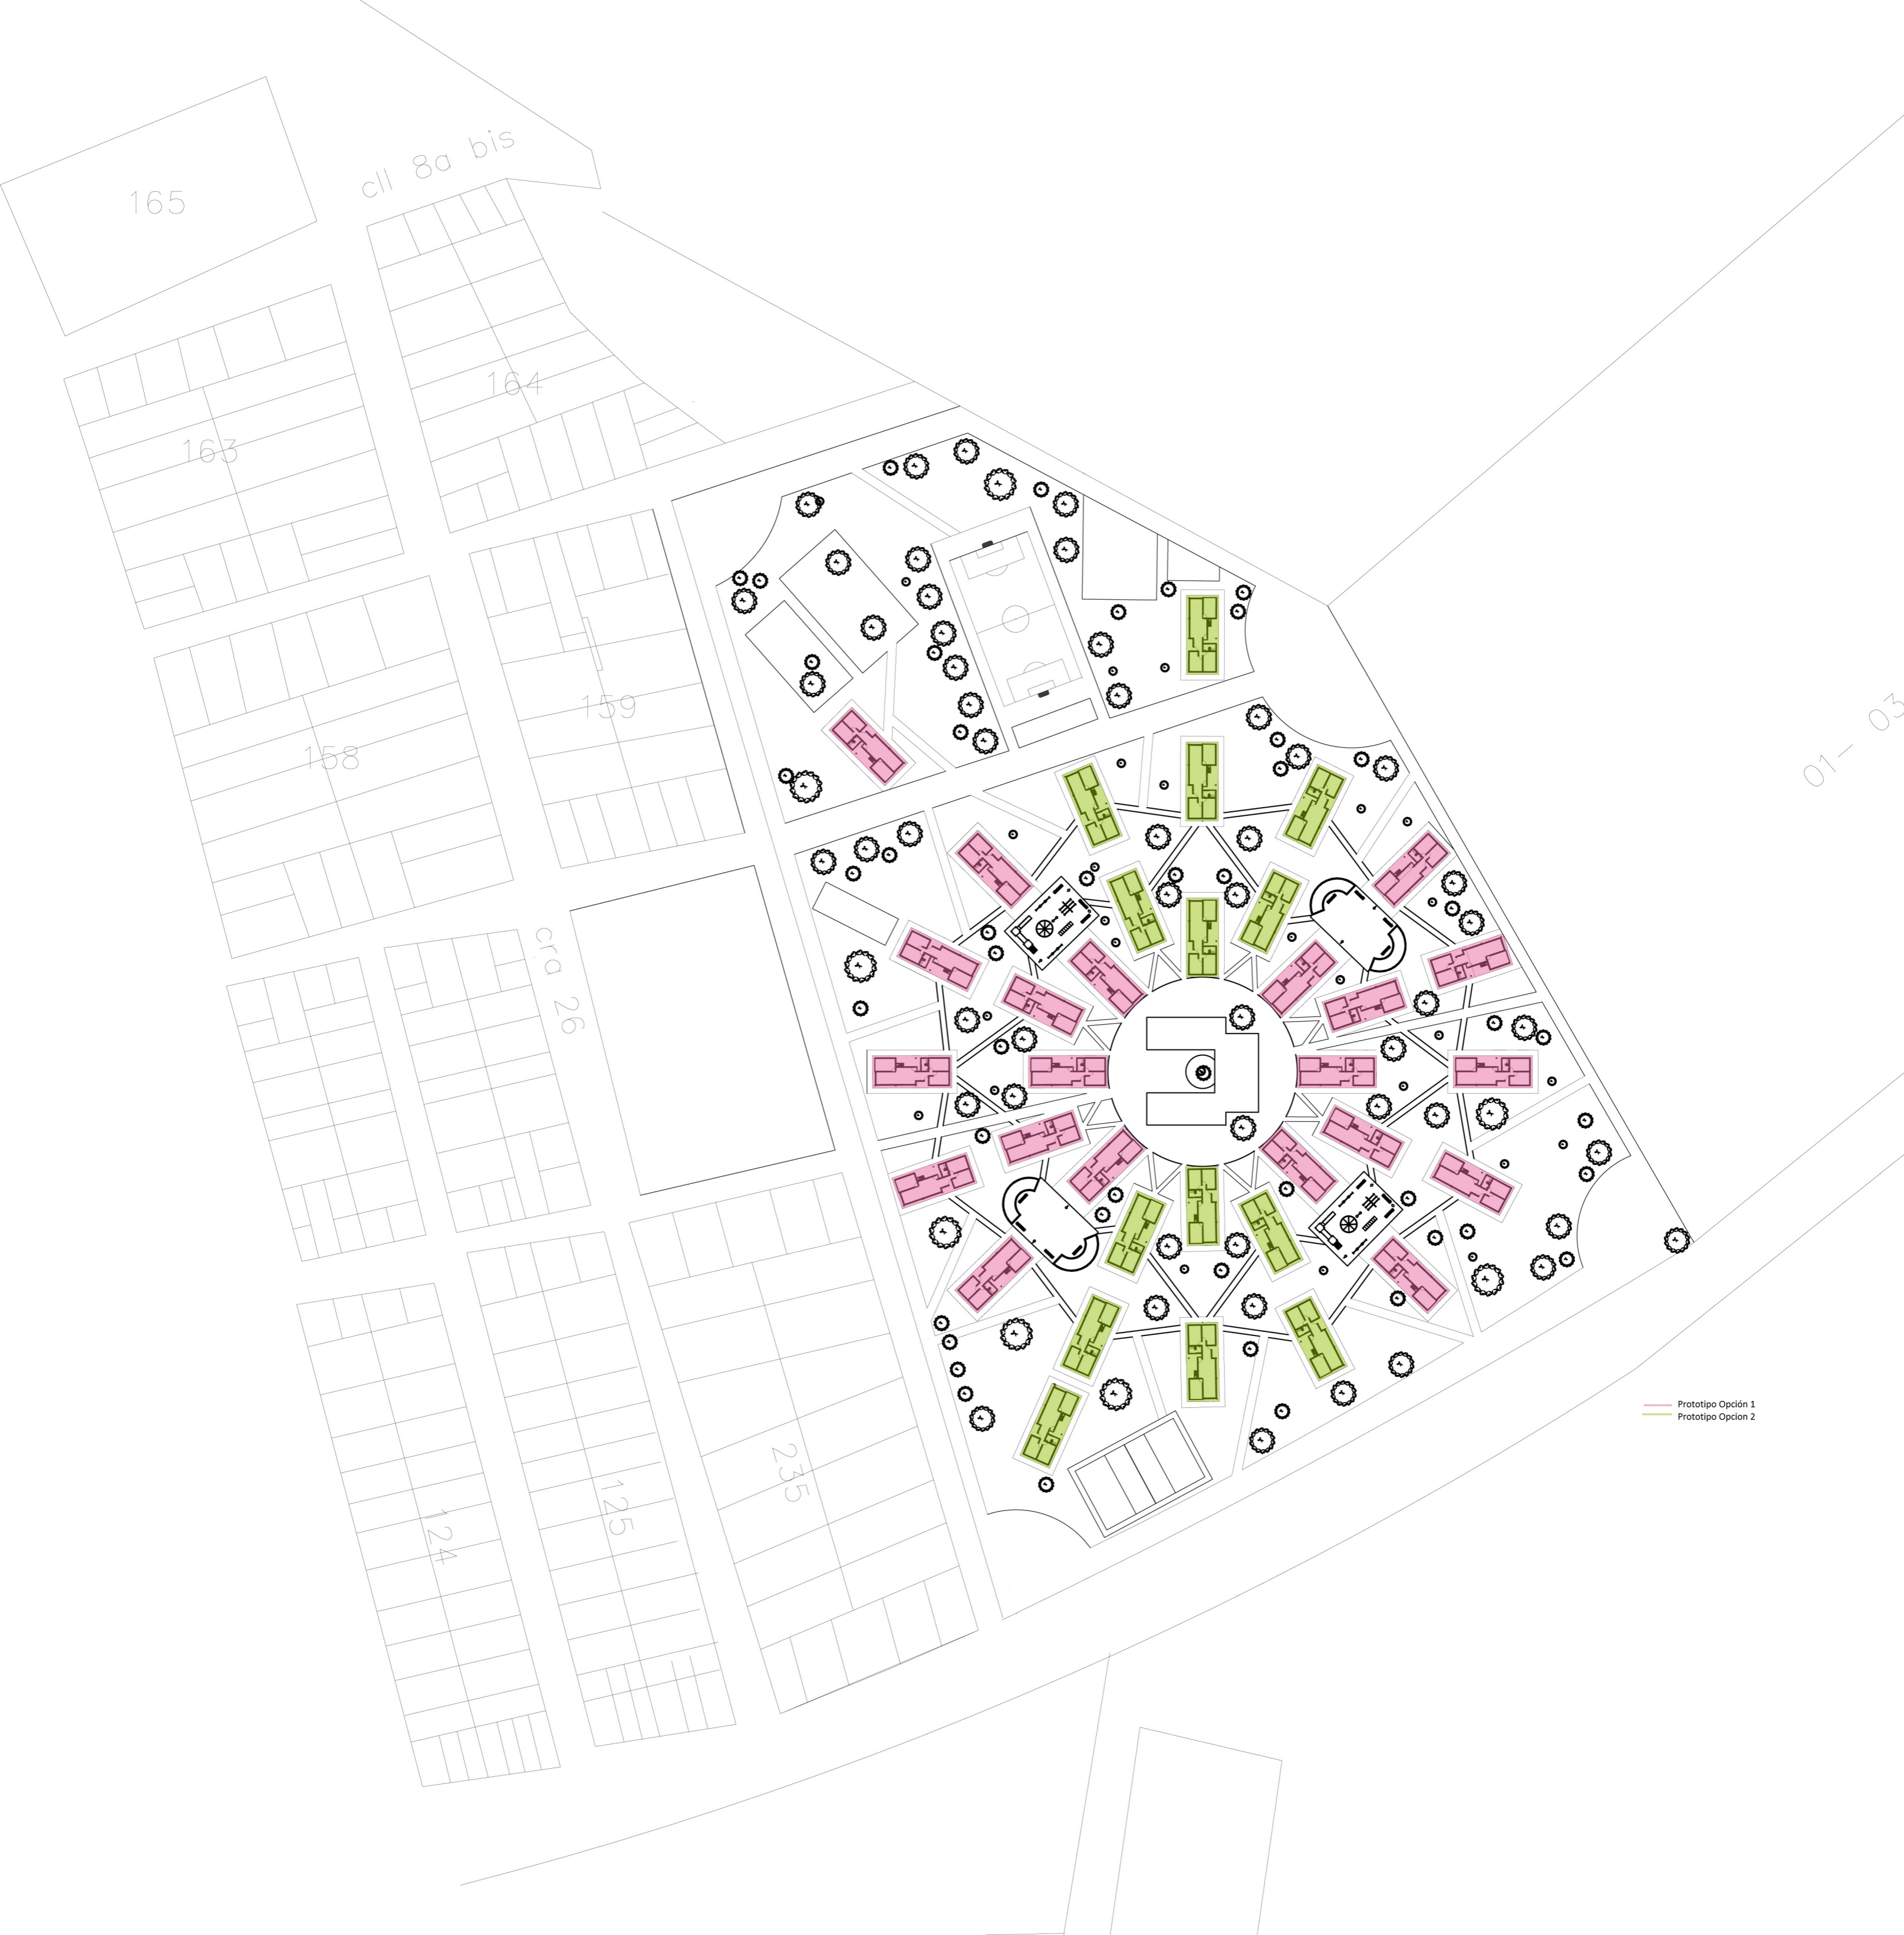 cll 8a bis
165
164
163
159
01- 03
158
cra 26
Prototipo Opción 1
Prototipo Opción 2
235
125
124